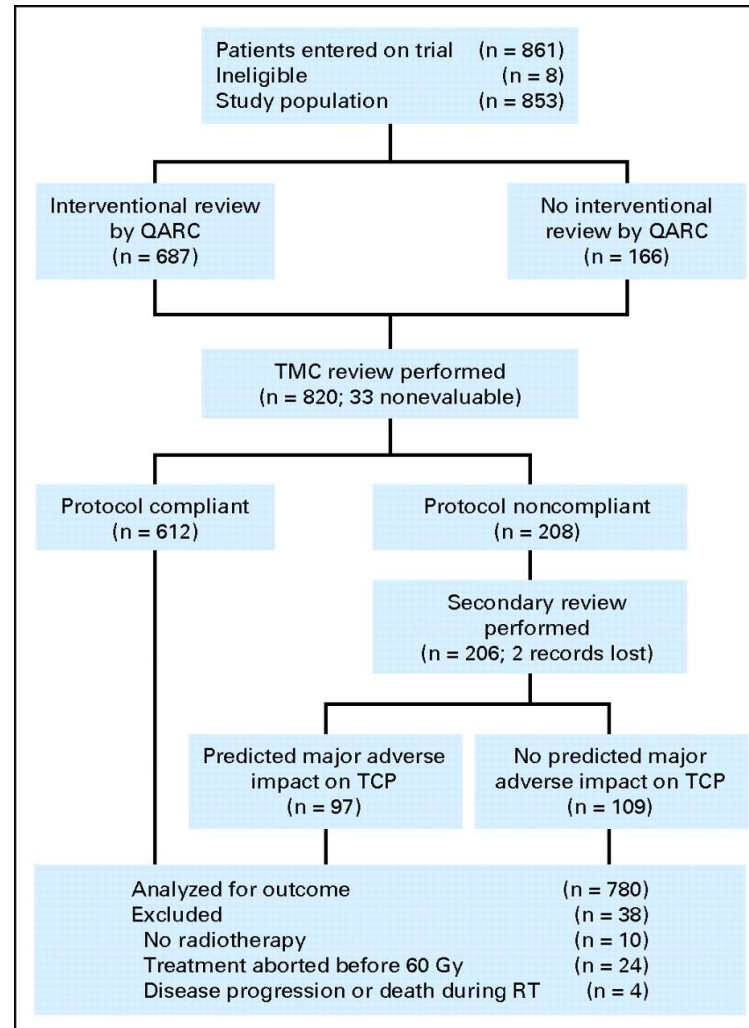 Patients entered on trial (n = 861)
Ineligible (n = 8)
Study population (n = 853)
Interventional review
by QARC
(n = 687)
No interventional
review by QARC
(n = 166)
TMC review performed
(n = 820; 33 nonevaluable)
Protocol compliant
(n = 612)
Protocol noncompliant
(n = 208)
Secondary review
performed
(n = 206; 2 records lost)
Predicted major adverse
impact on TCP
(n = 97)
No predicted major
adverse impact on TCP
(n = 109)
Analyzed for outcome (n = 780)
Excluded (n = 38)
No radiotherapy (n = 10)
Treatment aborted before 60 Gy (n = 24)
Disease progression or death during RT (n = 4)